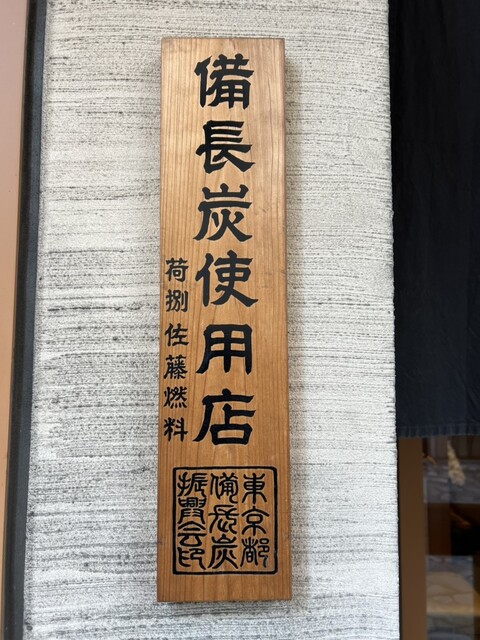 備長炭使用店
荷捌佐藤燃料
東京都
備長炭
振興会印